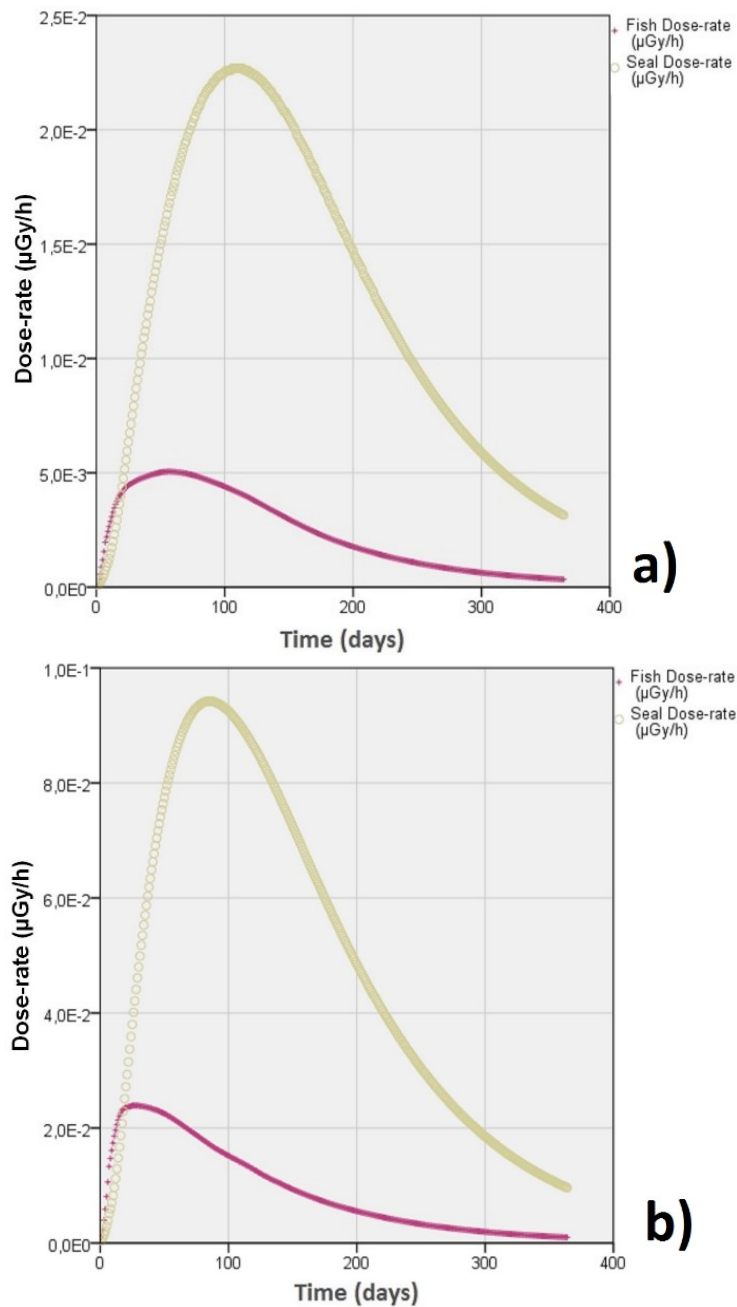 2,5E-2
Fish Dose-rate
(µGy/h)
Seal Dose-rate
(µGy/h)
2,0E-2
1,5E-2
1,0E-2
5,0E-3
0,0E0
Dose-rate (µGy/h)
0 100 200 300 400
Time (days)
a)
1,0E-1
Fish Dose-rate
(µGy/h)
Seal Dose-rate
(µGy/h)
8,0E-2
6,0E-2
4,0E-2
2,0E-2
0,0E0
Dose-rate (µGy/h)
0 100 200 300 400
Time (days)
b)